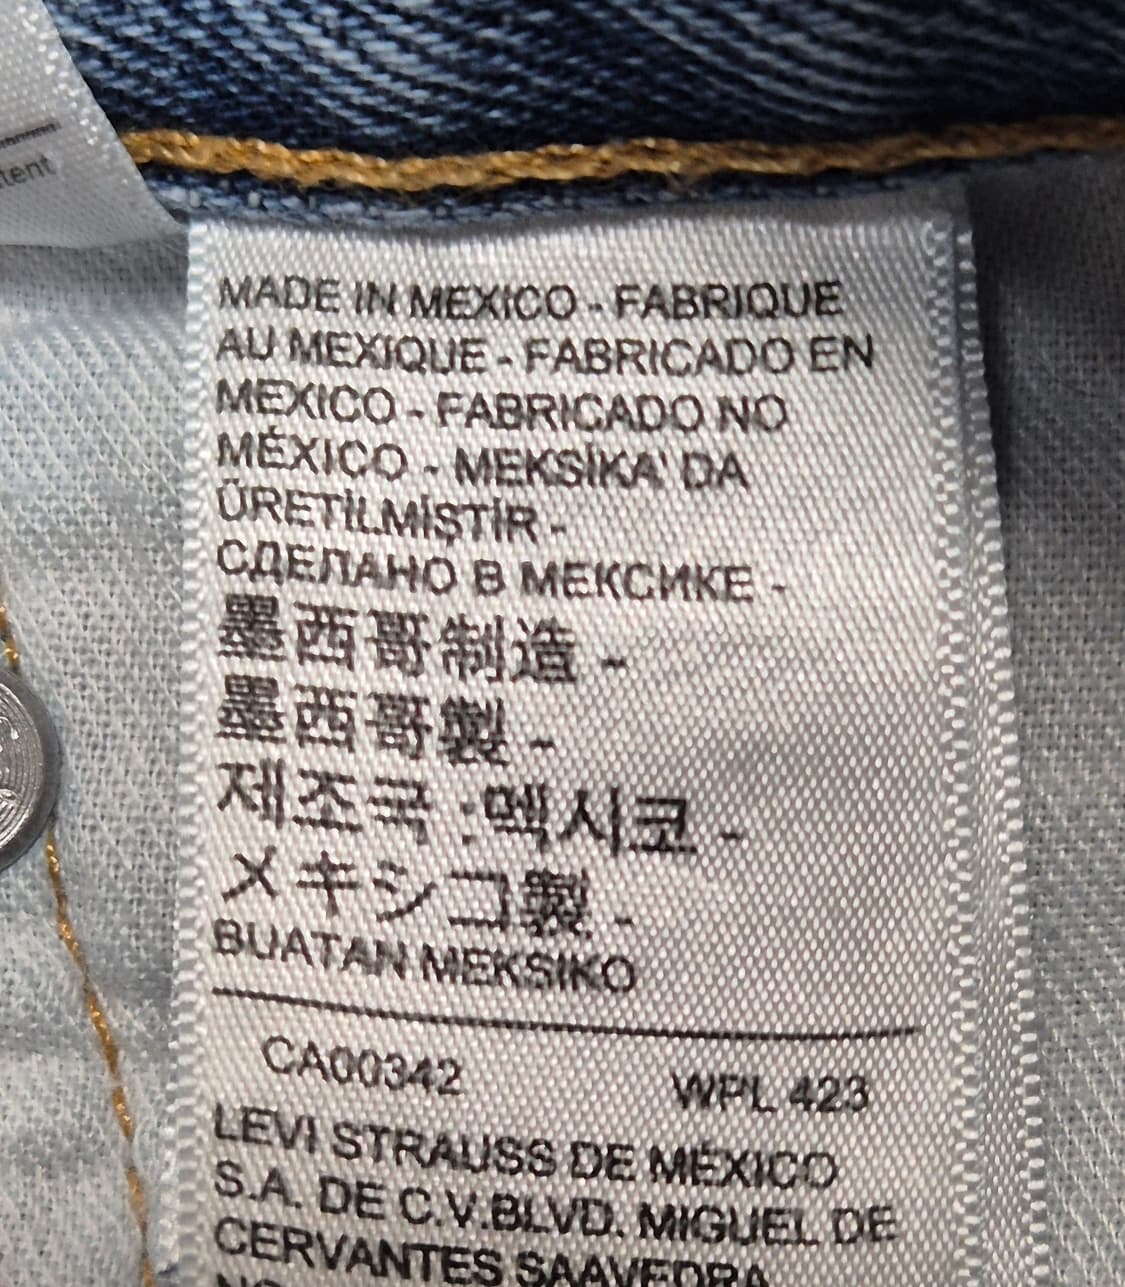 tent
MADE IN MEXICO - FABRIQUE
AU MEXIQUE - FABRICADO EN
MEXICO - FABRICADO NO
MÉXICO - MEKSİKA' DA
ÜRETİLMİŞTİR -
СДЕЛАНО В МЕКСИКЕ -
墨西哥制造 -
墨西哥製 -
제조국 :멕시코 -
メキシコ製 -
BUATAN MEKSIKO
CA00342 WPL 423
LEVI STRAUSS DE MÉXICO
S.A. DE C.V.BLVD. MIGUEL DE
CERVANTES SAAVEDRA